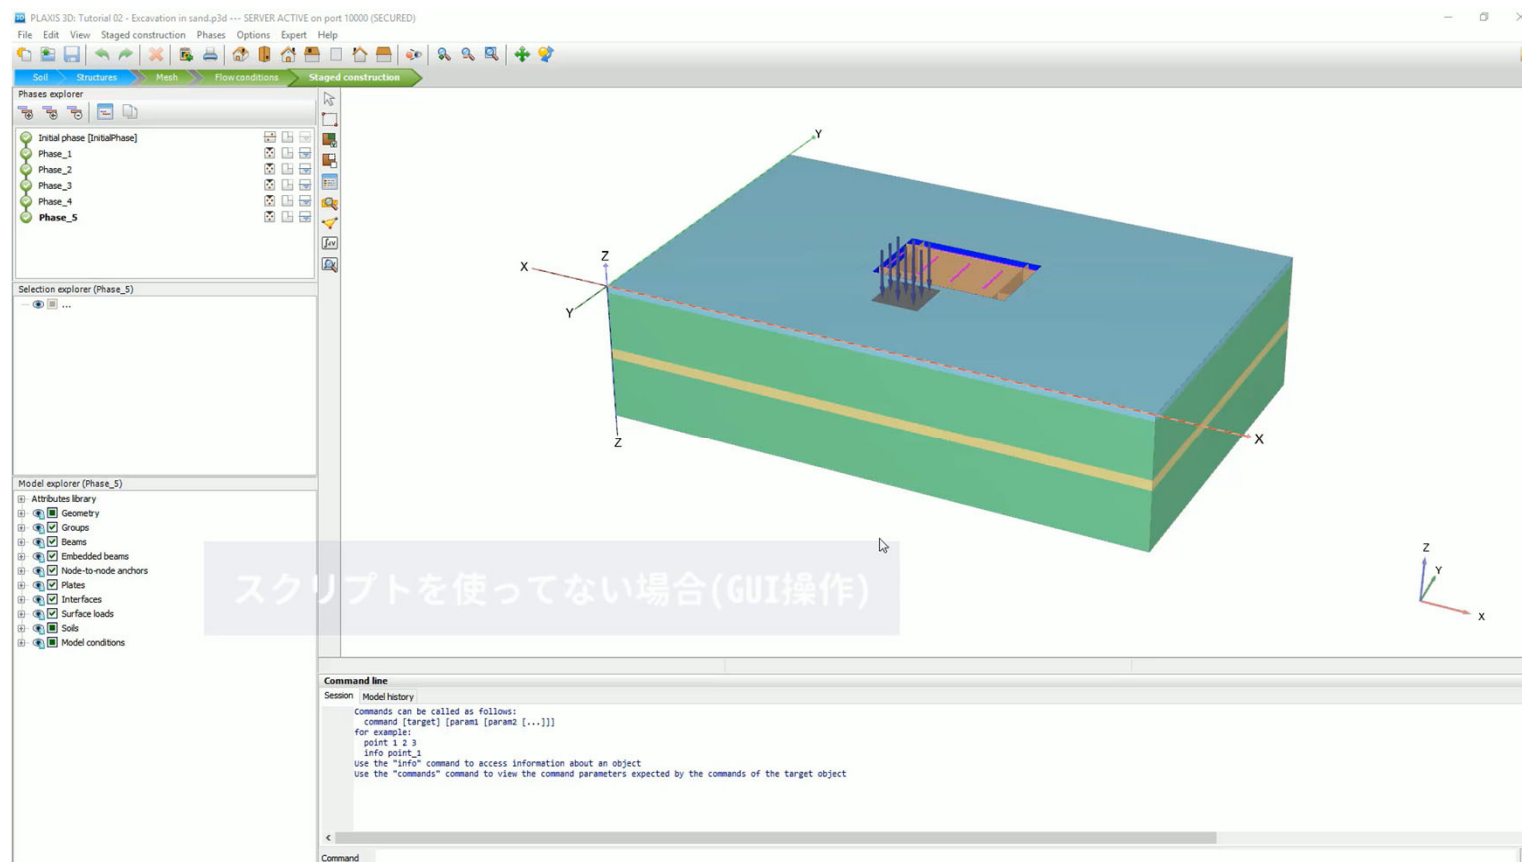 PLAXIS 3D: Tutorial 02 - Excavation in sand.p3d --- SERVER ACTIVE on port 10000 (SECURED)
File Edit View Staged construction Phases Options Expert Help
Soil Structures Mesh Flow conditions Staged construction
Phases explorer
Initial phase [InitialPhase]
Phase_1
Phase_2
Phase_3
Phase_4
Phase_5
Selection explorer (Phase_5)
...
Model explorer (Phase_5)
Attributes library
Geometry
Groups
Beams
Embedded beams
Node-to-node anchors
Plates
Interfaces
Surface loads
Soils
Model conditions
Y
Z
X
Y
Z
X
スクリプトを使ってない場合(GUI操作)
Z
Y
X
Command line
Session Model history
Commands can be called as follows:
command [target] [param1 [param2 [...]]]
for example:
point 1 2 3
info point_1
Use the "info" command to access information about an object
Use the "commands" command to view the command parameters expected by the commands of the target object
Command